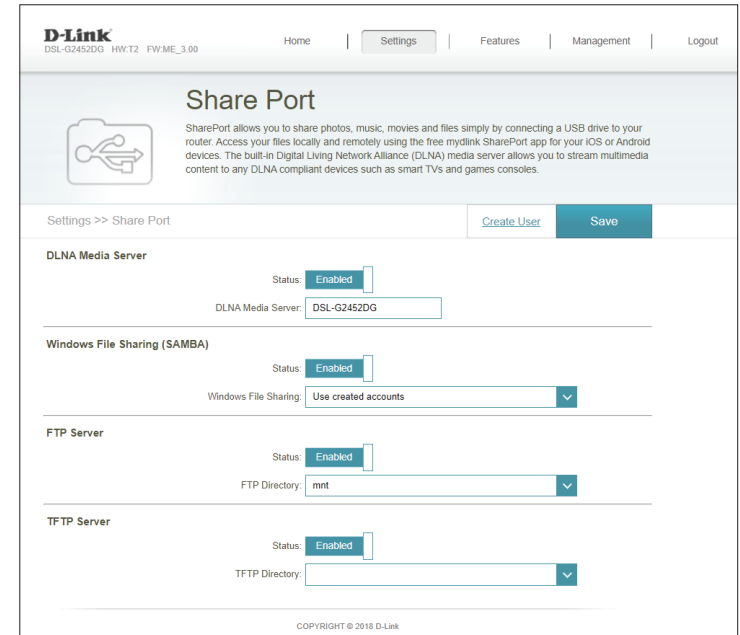 D-Link
DSL-G2452DG HW:T2 FW:ME_3.00
Home | Settings | Features | Management | Logout
Share Port
SharePort allows you to share photos, music, movies and files simply by connecting a USB drive to your
router. Access your files locally and remotely using the free mydlink SharePort app for your iOS or Android
devices. The built-in Digital Living Network Alliance (DLNA) media server allows you to stream multimedia
content to any DLNA compliant devices such as smart TVs and games consoles.
Settings >> Share Port
Create User
Save
DLNA Media Server
Status: Enabled
DLNA Media Server: DSL-G2452DG
Windows File Sharing (SAMBA)
Status: Enabled
Windows File Sharing: Use created accounts
FTP Server
Status: Enabled
FTP Directory: mnt
TFTP Server
Status: Enabled
TFTP Directory:
COPYRIGHT © 2018 D-Link